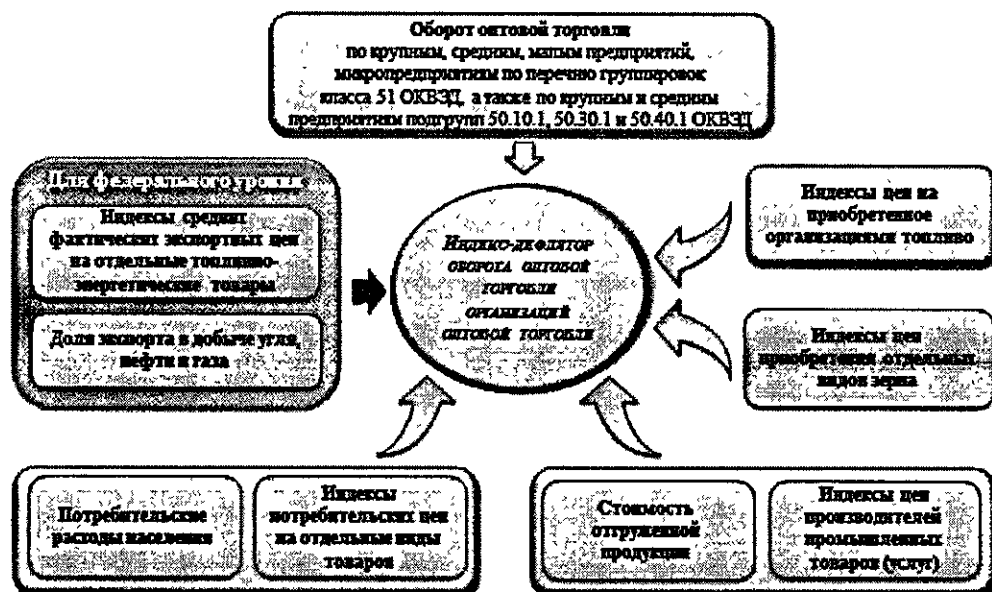 Оборот оптовой торговли
по крупным, средним, малым предприятий,
микропредприятиям по перечню группировок
класса 51 ОКВЭД, а также по крупным и средним
предприятиям подгрупп 50.10.1, 50.30.1 и 50.40.1 ОКВЭД
Для федерального уровня
Индексы средних
фактических экспортных цен
на отдельные топливно-
энергетические товары
Доля экспорта в добыче угля,
нефти и газа
Индекс-дефлятор
оборота оптовой
торговли
организаций
оптовой торговли
Индексы цен на
приобретенное
организациями топливо
Индексы цен
приобретения отдельных
видов зерна
Потребительские
расходы населения
Индексы
потребительских цен
на отдельные виды
товаров
Стоимость
отгруженной
продукции
Индексы цен
производителей
промышленных
товаров (услуг)